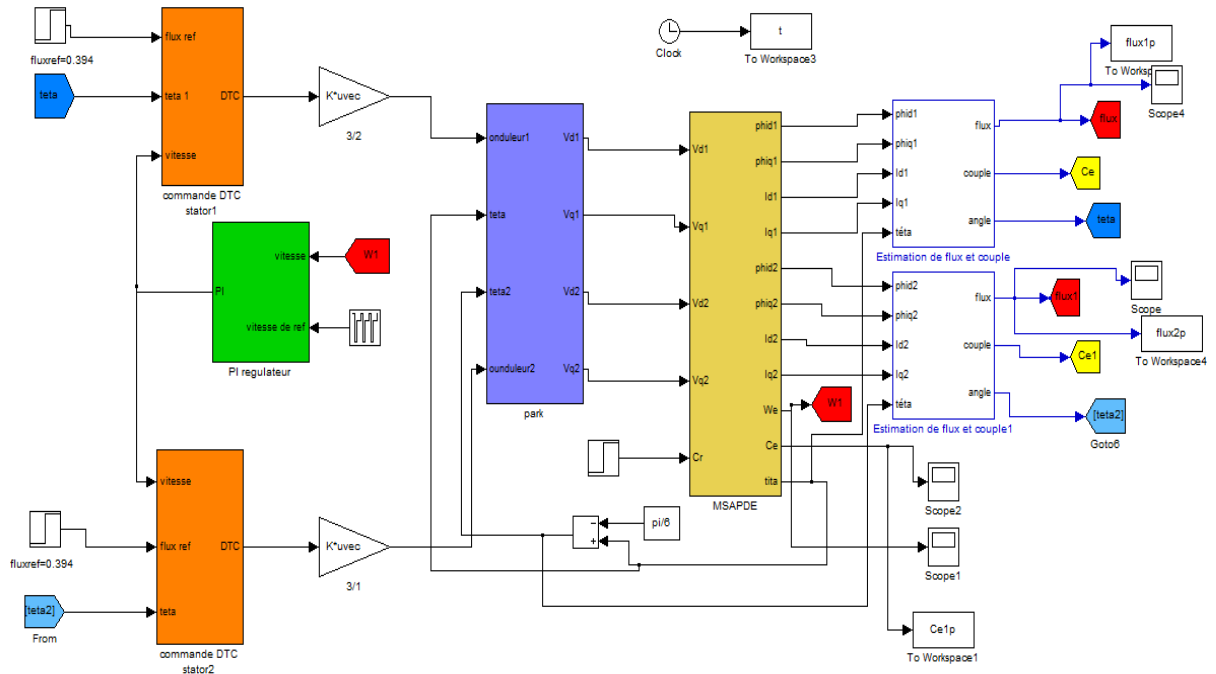 flux ref
fluxref=0.394
teta
teta 1
DTC
vitesse
commande DTC
stator1
K*uvec
3/2
Clock
t
To Workspace3
flux1p
To Worksp
Scope4
onduleur1
teta
teta2
ounduleur2
Vd1
Vq1
Vd2
Vq2
park
Vd1
Vq1
Vd2
Vq2
Cr
phid1
phiq1
Id1
Iq1
phid2
phiq2
Id2
Iq2
We
Ce
tita
MSAPDE
phid1
phiq1
Id1
Iq1
téta
flux
couple
angle
Estimation de flux et couple
flux
Ce
teta
phid2
phiq2
Id2
Iq2
téta
flux
couple
angle
Estimation de flux et couple1
flux1
Scope
flux2p
To Workspace4
Ce1
[teta2]
Goto6
vitesse
PI
vitesse de ref
PI regulateur
W1
W1
pi/6
Scope2
Scope1
Ce1p
To Workspace1
vitesse
flux ref
DTC
teta
fluxref=0.394
[teta2]
From
commande DTC
stator2
K*uvec
3/1